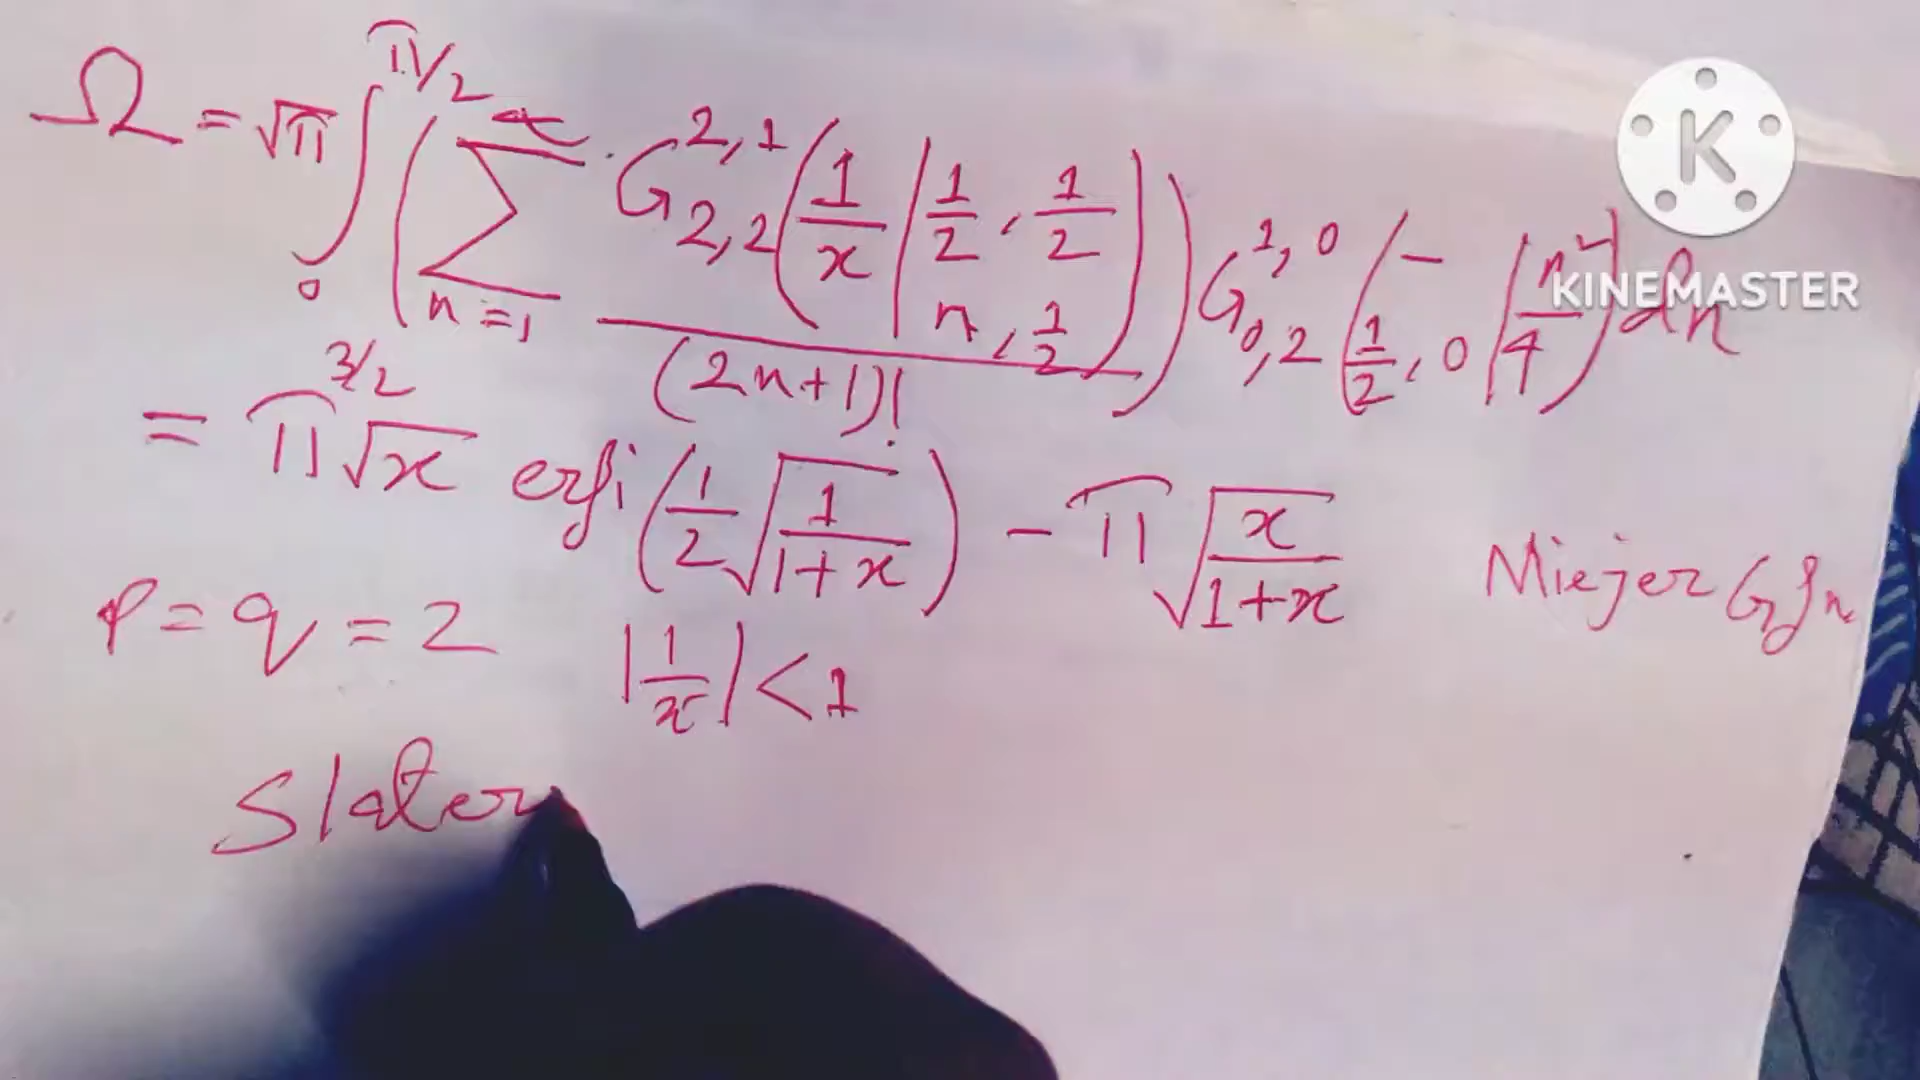 Ω = √π ∫₀^{π/2} ( ∑_{n=1}^{∞} G_{2,2}^{2,1}( 1/x | 1/2, 1/2 ; n, 1/2 ) / (2n+1)! ) G_{0,2}^{1,0}( — ; 1/2, 0 | n²/4 ) dn
= π^{3/2} √x erfi( 1/2 √(1/(1+x)) ) - π √(x/(1+x)) Miejer G fn
p = q = 2 |1/x| < 1
Slater
K
KINEMASTER